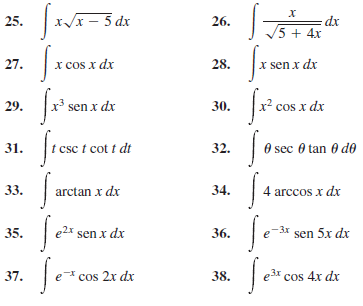 25. ∫ x√(x − 5) dx 26. ∫ x/√(5 + 4x) dx
27. ∫ x cos x dx 28. ∫ x sen x dx
29. ∫ x³ sen x dx 30. ∫ x² cos x dx
31. ∫ t csc t cot t dt 32. ∫ θ sec θ tan θ dθ
33. ∫ arctan x dx 34. ∫ 4 arccos x dx
35. ∫ e²ˣ sen x dx 36. ∫ e⁻³ˣ sen 5x dx
37. ∫ e⁻ˣ cos 2x dx 38. ∫ e³ˣ cos 4x dx